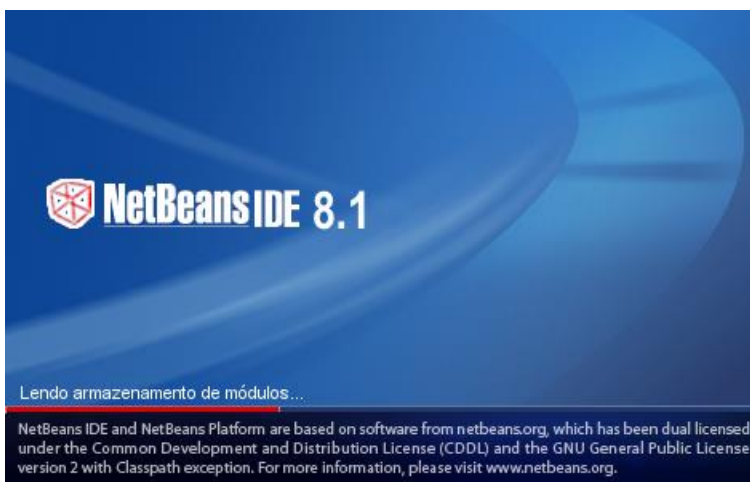 NetBeans IDE 8.1
Lendo armazenamento de módulos...
NetBeans IDE and NetBeans Platform are based on software from netbeans.org, which has been dual licensed
under the Common Development and Distribution License (CDDL) and the GNU General Public License
version 2 with Classpath exception. For more information, please visit www.netbeans.org.